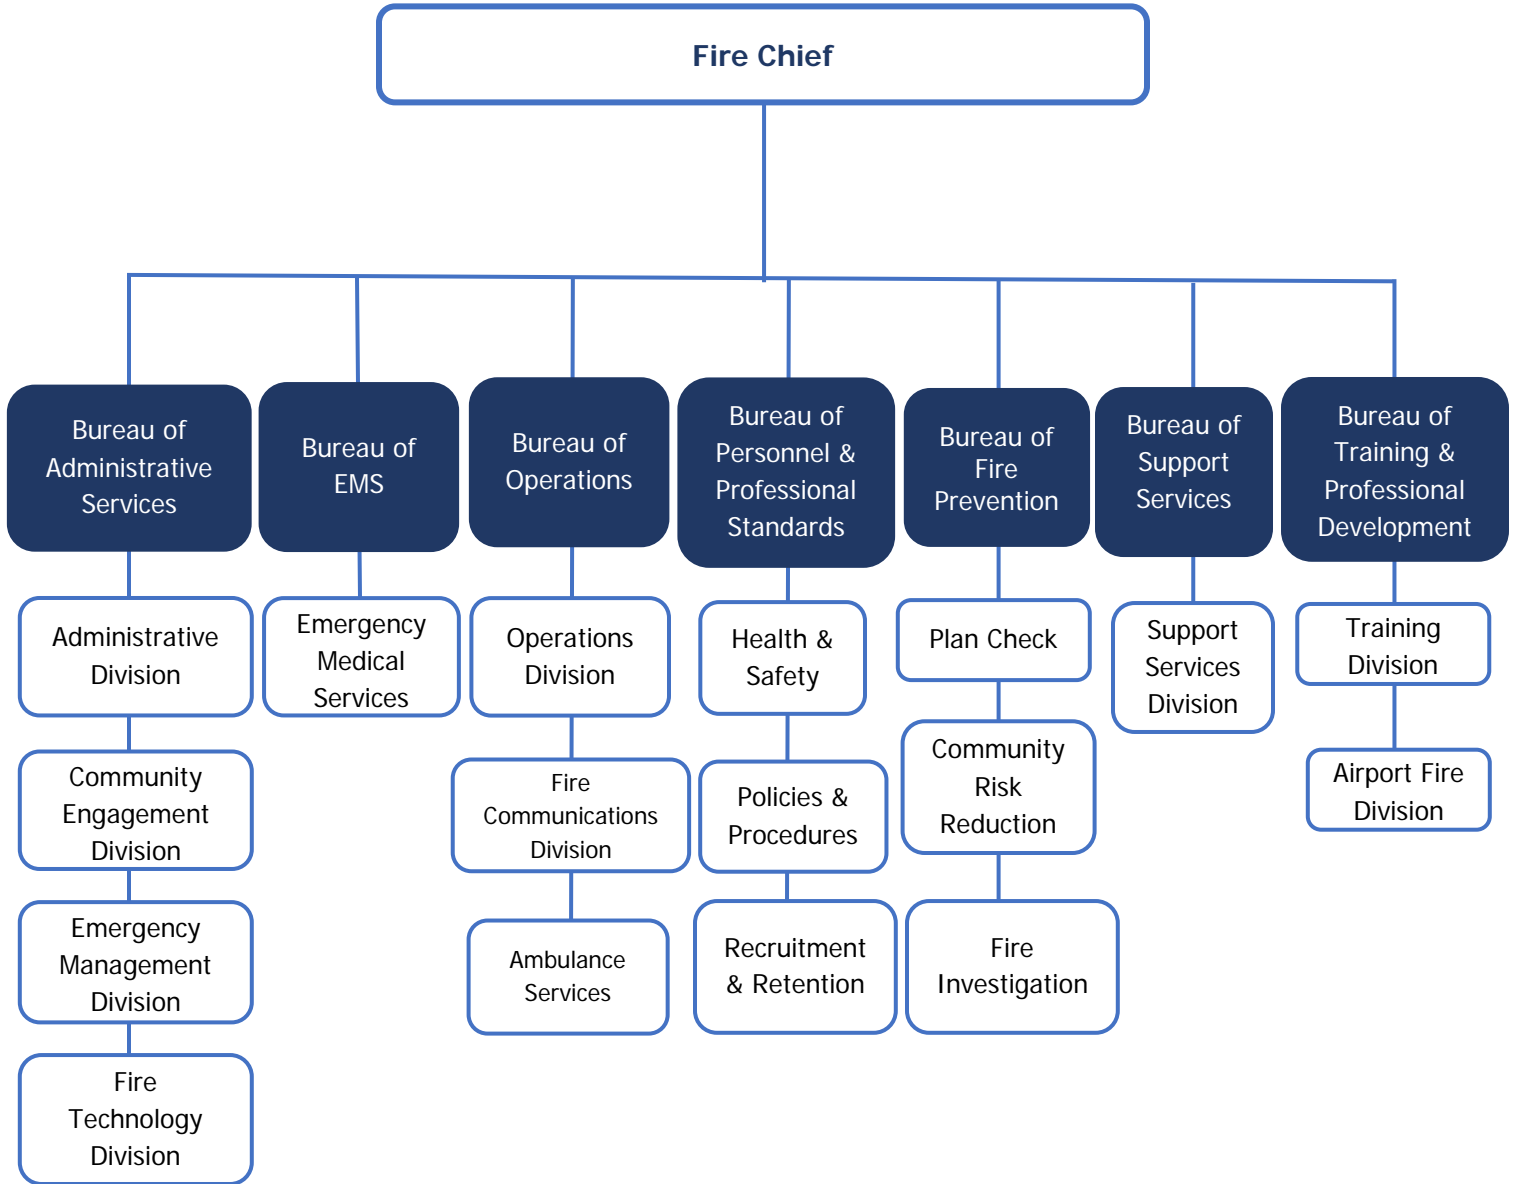 Fire Chief
Bureau of
Administrative
Services
Bureau of
EMS
Bureau of
Operations
Bureau of
Personnel &
Professional
Standards
Bureau of
Fire
Prevention
Bureau of
Support
Services
Bureau of
Training &
Professional
Development
Administrative
Division
Community
Engagement
Division
Emergency
Management
Division
Fire
Technology
Division
Emergency
Medical
Services
Operations
Division
Fire
Communications
Division
Ambulance
Services
Health &
Safety
Policies &
Procedures
Recruitment
& Retention
Plan Check
Community
Risk
Reduction
Fire
Investigation
Support
Services
Division
Training
Division
Airport Fire
Division